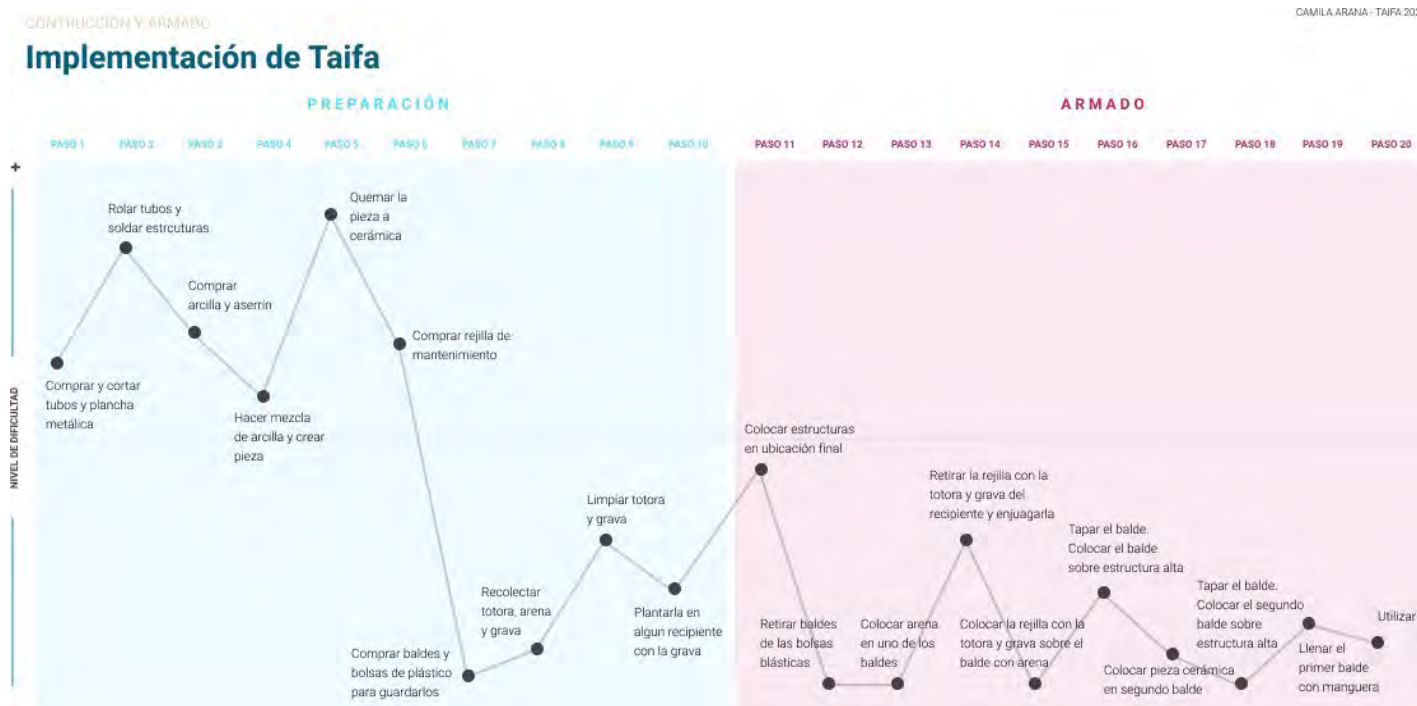 CONTRUCCIÓN Y ARMADO
CAMILA ARANA - TAIFA 202
Implementación de Taifa
PREPARACIÓN
ARMADO
PASO 1
PASO 2
PASO 3
PASO 4
PASO 5
PASO 6
PASO 7
PASO 8
PASO 9
PASO 10
PASO 11
PASO 12
PASO 13
PASO 14
PASO 15
PASO 16
PASO 17
PASO 18
PASO 19
PASO 20
+
NIVEL DE DIFICULTAD
Comprar y cortar
tubos y plancha
metálica
Rolar tubos y
soldar estrcuturas
Comprar
arcilla y aserrin
Hacer mezcla
de arcilla y crear
pieza
Quemar la
pieza a
cerámica
Comprar rejilla de
mantenimiento
Comprar baldes y
bolsas de plástico
para guardarlos
Recolectar
totora, arena
y grava
Limpiar totora
y grava
Plantarla en
algun recipiente
con la grava
Colocar estructuras
en ubicación final
Retirar baldes
de las bolsas
blásticas
Colocar arena
en uno de los
baldes
Retirar la rejilla con la
totora y grava del
recipiente y enjuagarla
Colocar la rejilla con la
totora y grava sobre el
balde con arena
Tapar el balde.
Colocar el balde
sobre estructura alta
Colocar pieza cerámica
en segundo balde
Tapar el balde.
Colocar el segundo
balde sobre
estructura alta
Llenar el
primer balde
con manguera
Utilizar